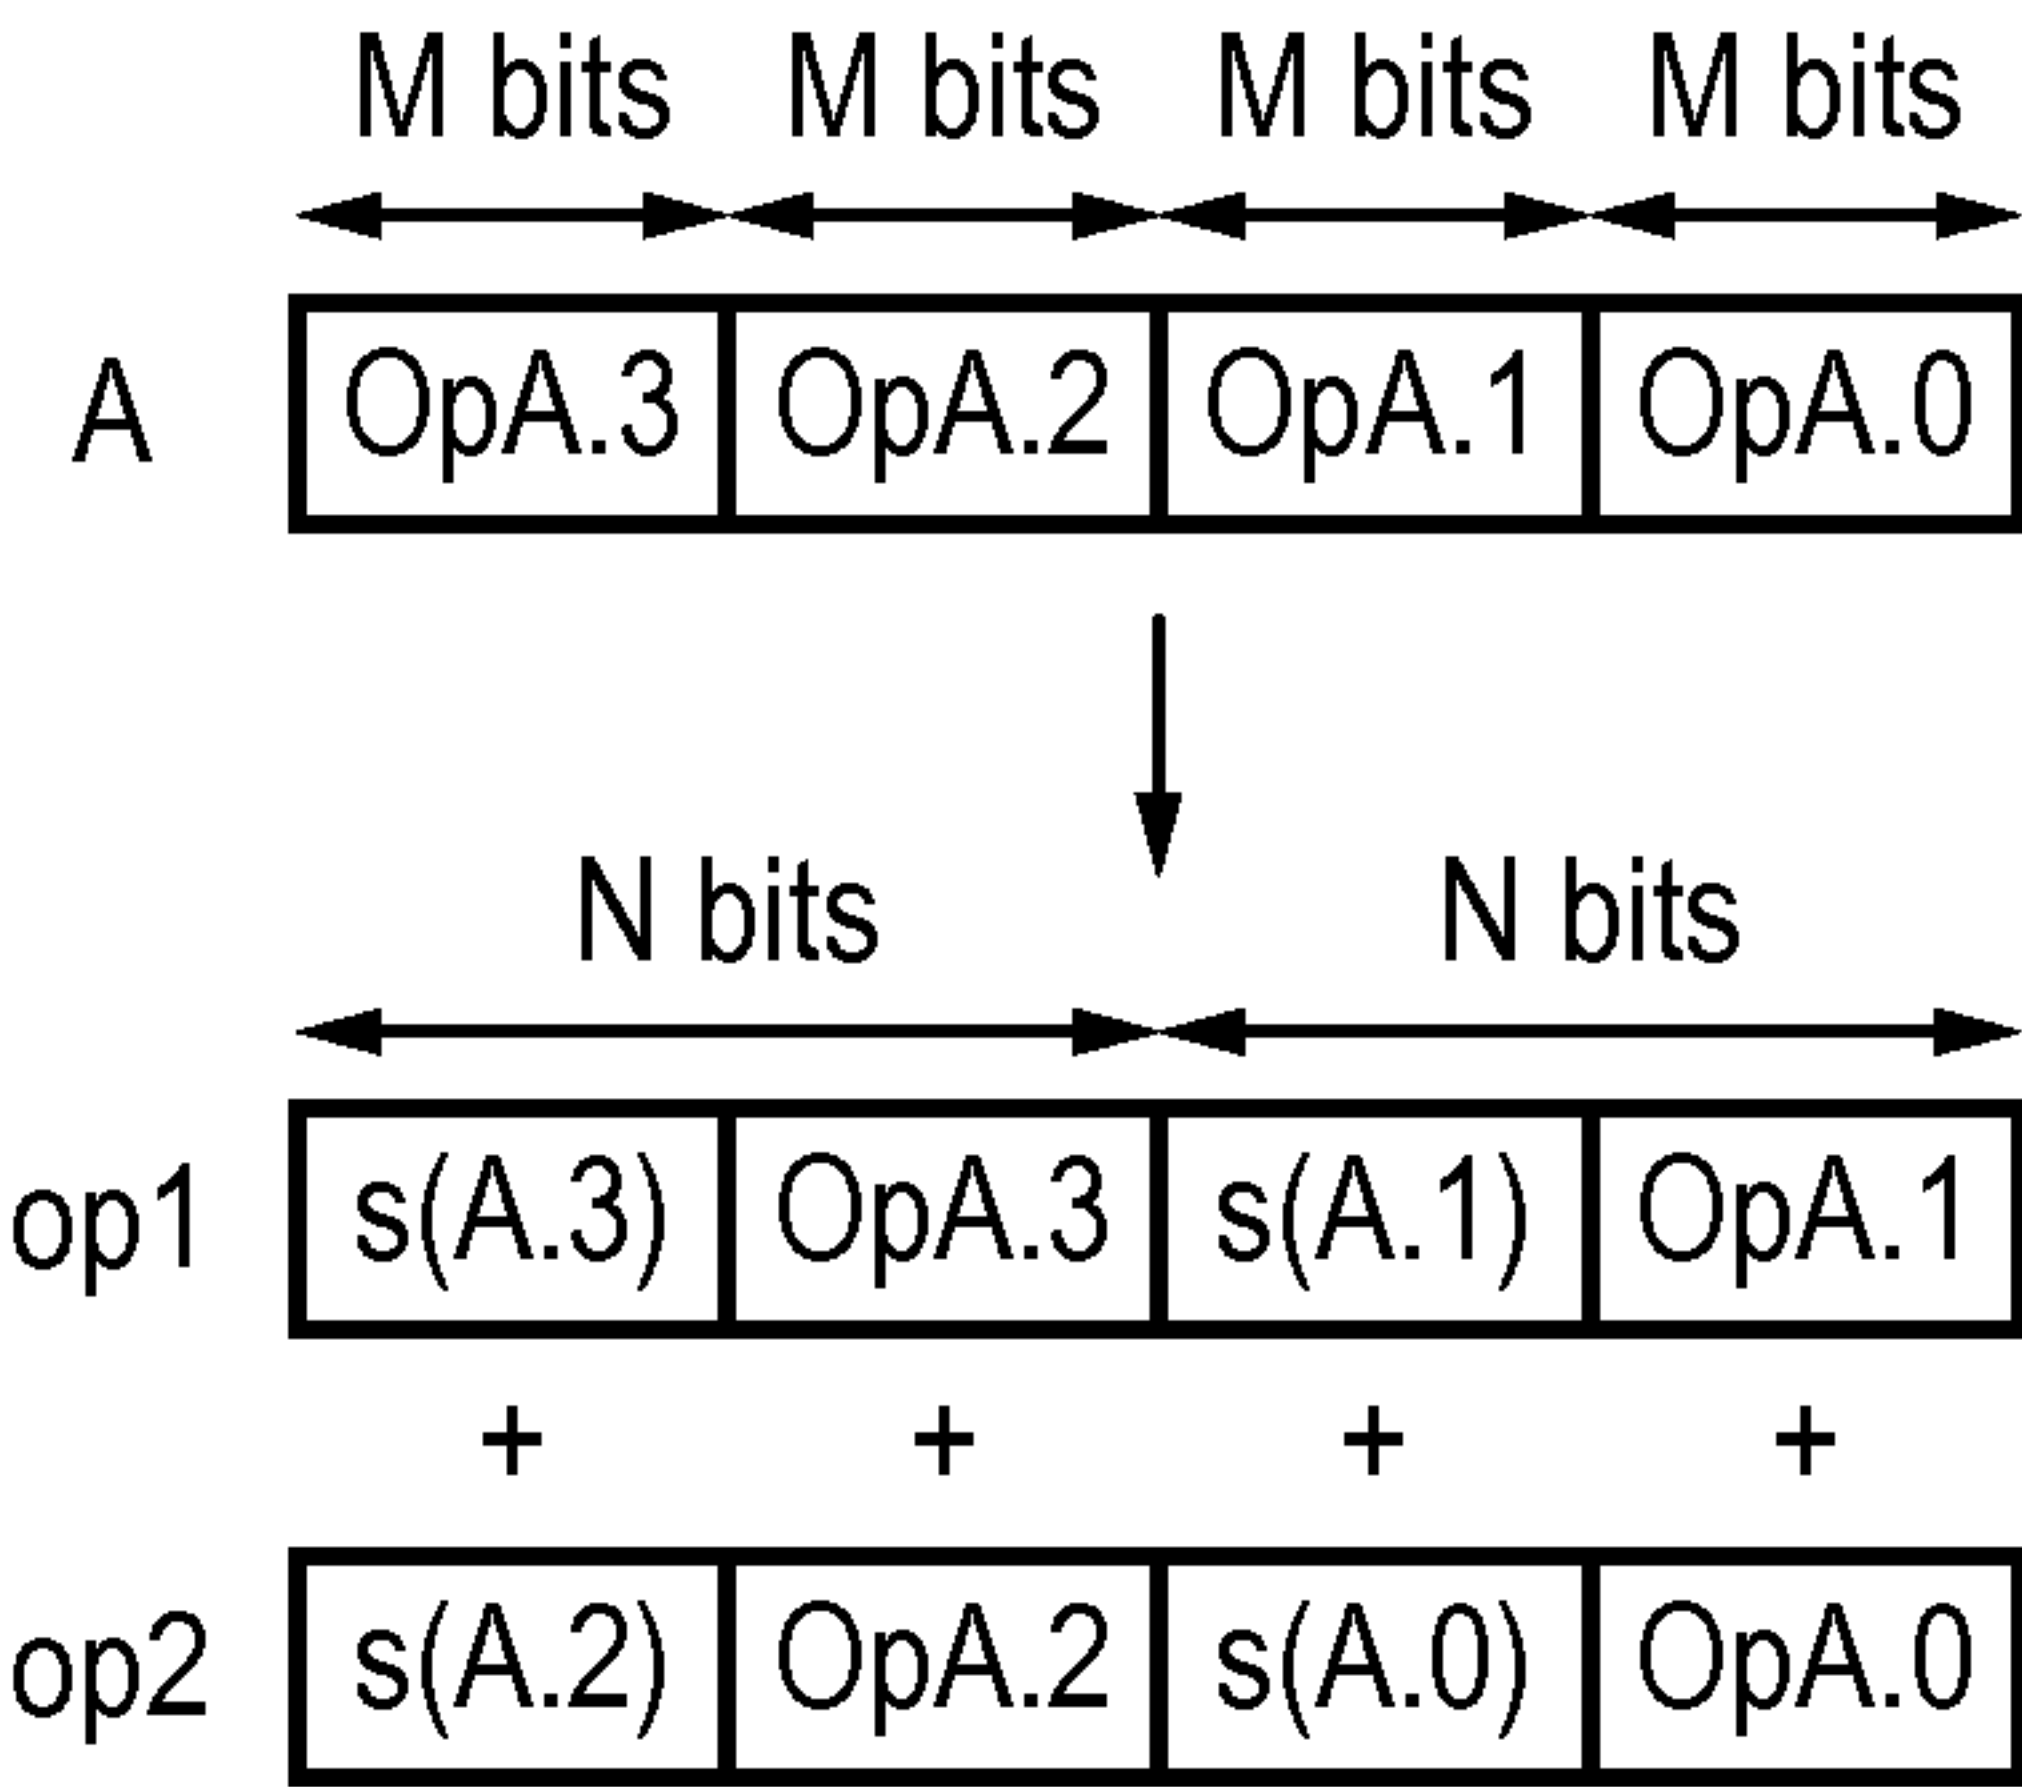 M bits M bits M bits M bits
A OpA.3 OpA.2 OpA.1 OpA.0
N bits N bits
op1 s(A.3) OpA.3 s(A.1) OpA.1
+ + + +
op2 s(A.2) OpA.2 s(A.0) OpA.0